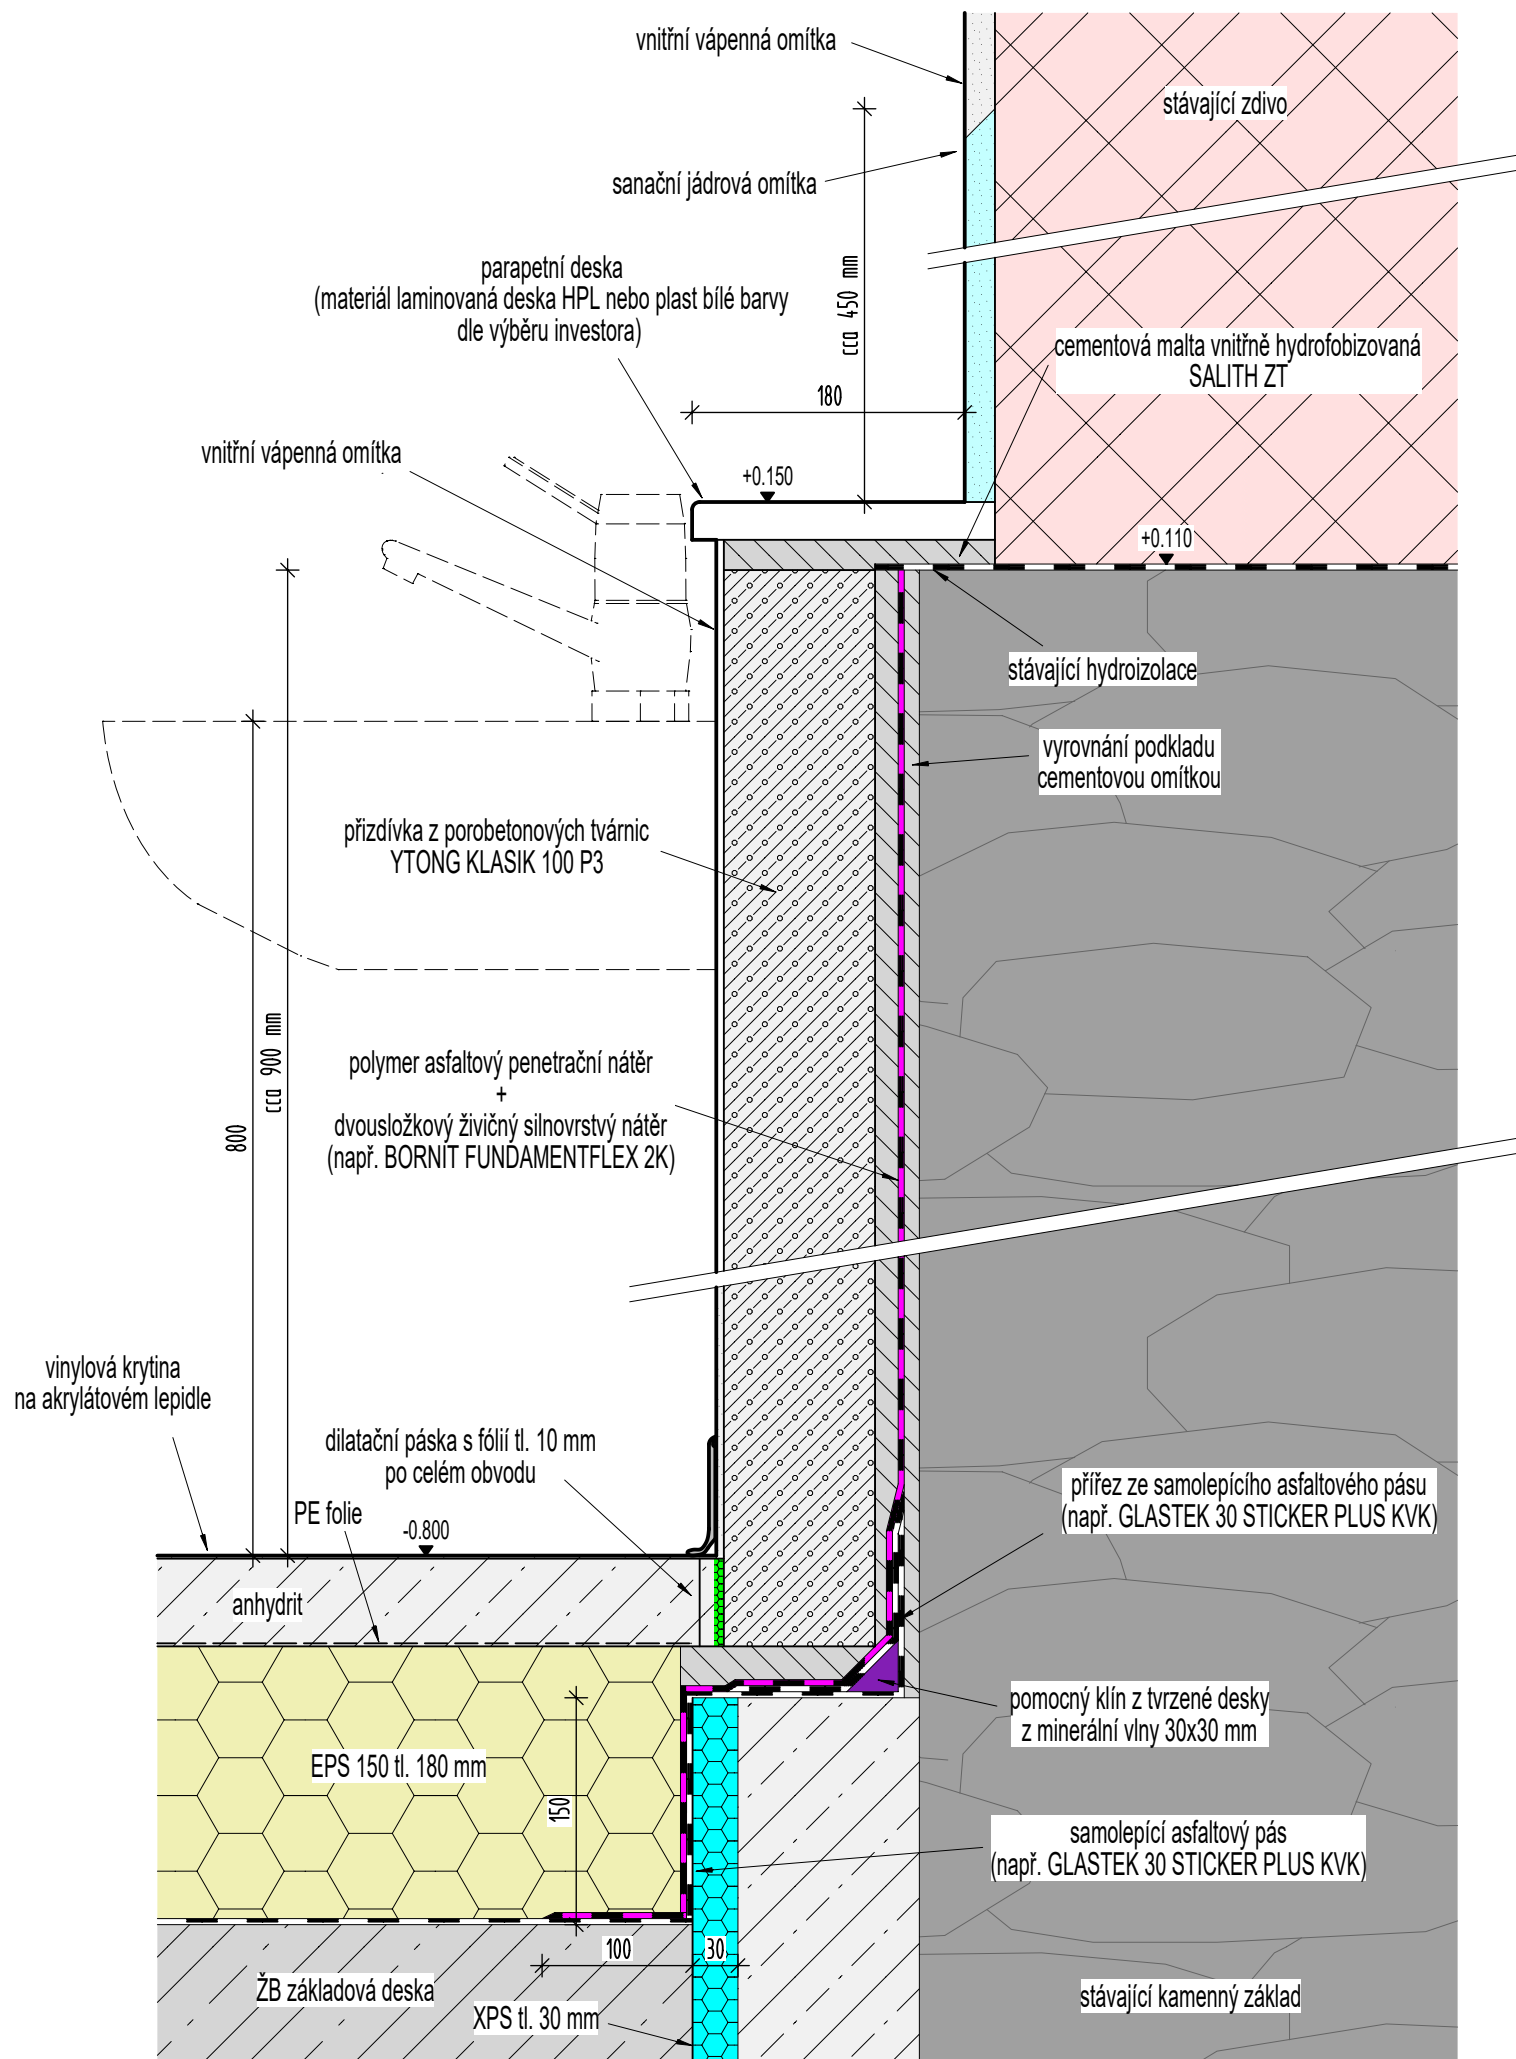 vnitřní vápenná omítka
stávající zdivo
sanační jádrová omítka
parapetní deska
(materiál laminovaná deska HPL nebo plast bílé barvy
dle výběru investora)
cca 450 mm
cementová malta vnitřně hydrofobizovaná
SALITH ZT
180
vnitřní vápenná omítka
+0.150
+0.110
stávající hydroizolace
vyrovnání podkladu
cementovou omítkou
přizdívka z porobetonových tvárnic
YTONG KLASIK 100 P3
cca 900 mm
800
polymer asfaltový penetrační nátěr
+
dvousložkový živičný silnovrstvý nátěr
(např. BORNIT FUNDAMENTFLEX 2K)
vinylová krytina
na akrylátovém lepidle
dilatační páska s fólií tl. 10 mm
po celém obvodu
PE folie
-0.800
přířez ze samolepícího asfaltového pásu
(např. GLASTEK 30 STICKER PLUS KVK)
anhydrit
pomocný klín z tvrzené desky
z minerální vlny 30x30 mm
EPS 150 tl. 180 mm
150
samolepící asfaltový pás
(např. GLASTEK 30 STICKER PLUS KVK)
100
30
ŽB základová deska
stávající kamenný základ
XPS tl. 30 mm